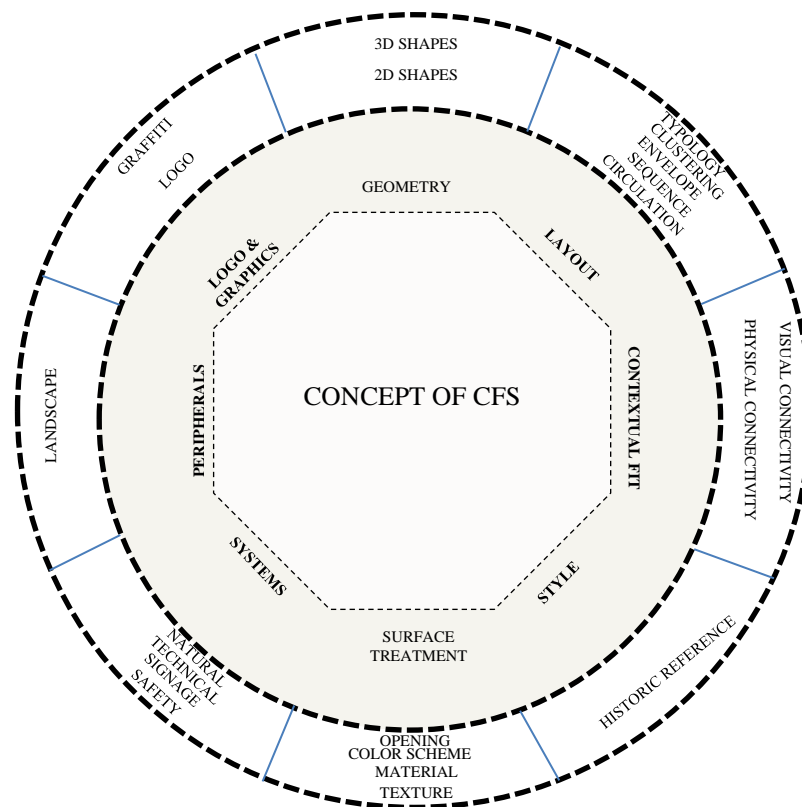 3D SHAPES
2D SHAPES
TYPOLOGY
CLUSTERING
ENVELOPE
SEQUENCE
CIRCULATION
VISUAL CONNECTIVITY
PHYSICAL CONNECTIVITY
HISTORIC REFERENCE
OPENING
COLOR SCHEME
MATERIAL
TEXTURE
NATURAL
TECHNICAL
SIGNAGE
SAFETY
LANDSCAPE
GRAFFITI
LOGO
GEOMETRY
LAYOUT
CONTEXTUAL FIT
STYLE
SURFACE
TREATMENT
SYSTEMS
PERIPHERALS
LOGO &
GRAPHICS
CONCEPT OF CFS